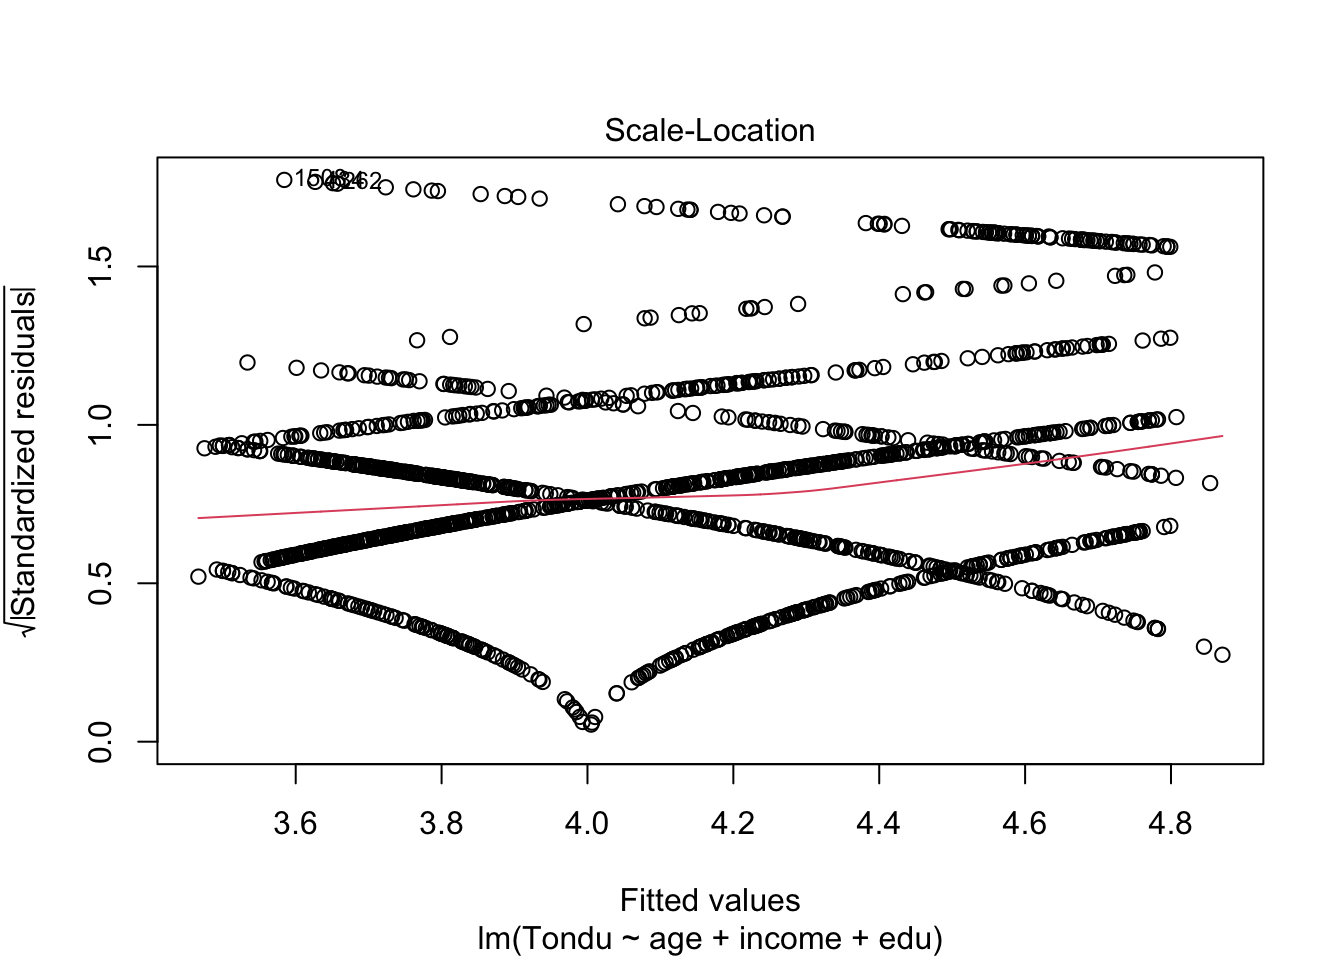 Scale-Location
√|Standardized residuals|
1.5
1.0
0.5
0.0
3.6 3.8 4.0 4.2 4.4 4.6 4.8
Fitted values
lm(Tondu ~ age + income + edu)